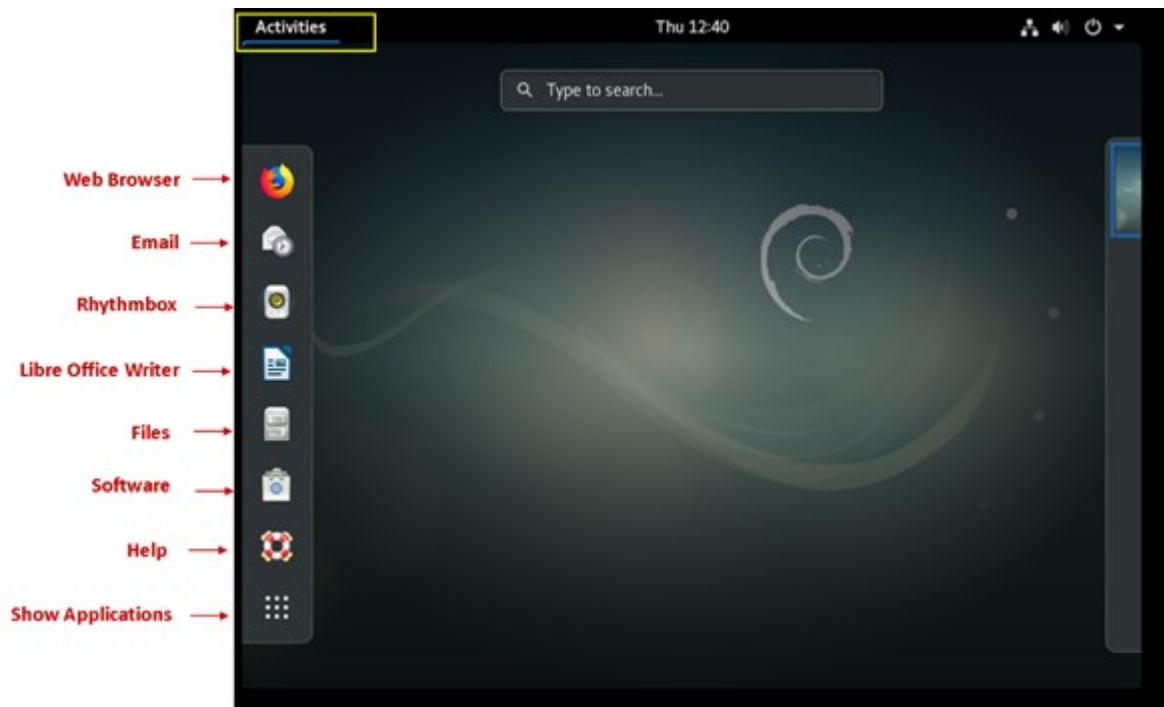 Activities
Thu 12:40
Type to search...
Web Browser
Email
Rhythmbox
Libre Office Writer
Files
Software
Help
Show Applications